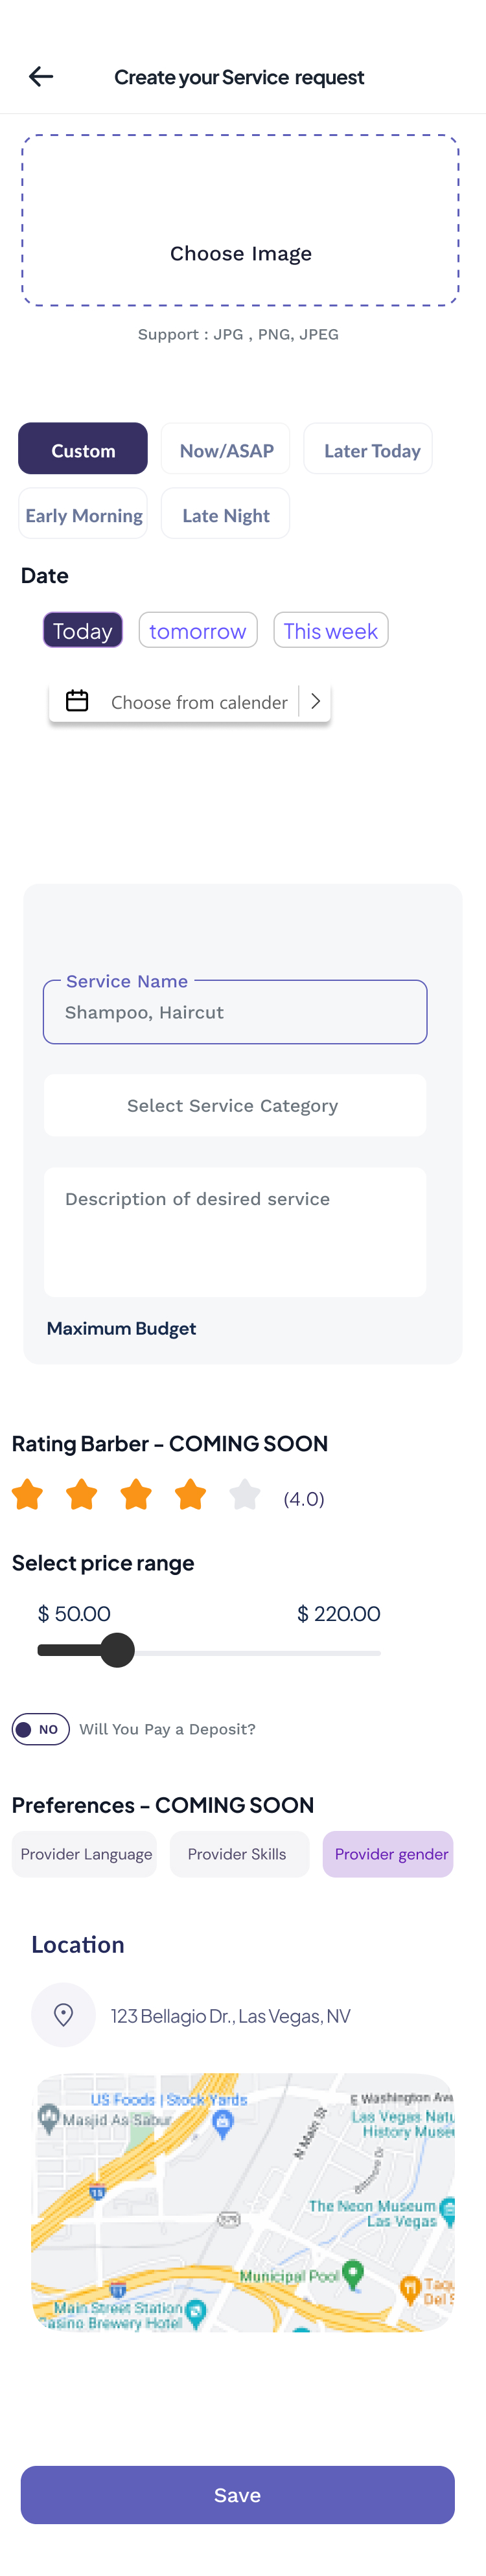 Create your Service request
Choose Image
Support : JPG , PNG, JPEG
Custom
Now/ASAP
Later Today
Early Morning
Late Night
Date
Today
tomorrow
This week
Choose from calender
Service Name
Shampoo, Haircut
Select Service Category
Description of desired service
Maximum Budget
Rating Barber - COMING SOON
(4.0)
Select price range
$ 50.00
$ 220.00
NO
Will You Pay a Deposit?
Preferences - COMING SOON
Provider Language
Provider Skills
Provider gender
Location
123 Bellagio Dr., Las Vegas, NV
US Foods | Stock Yards
E Washington Ave
Masjid As Sabur
N Main St
Las Vegas Natu
History Muse
15
The Neon Museum
Las Vegas
Municipal Pool
11
Main Street Station
Casino Brewery Hotel
Taqu
Del S
Save